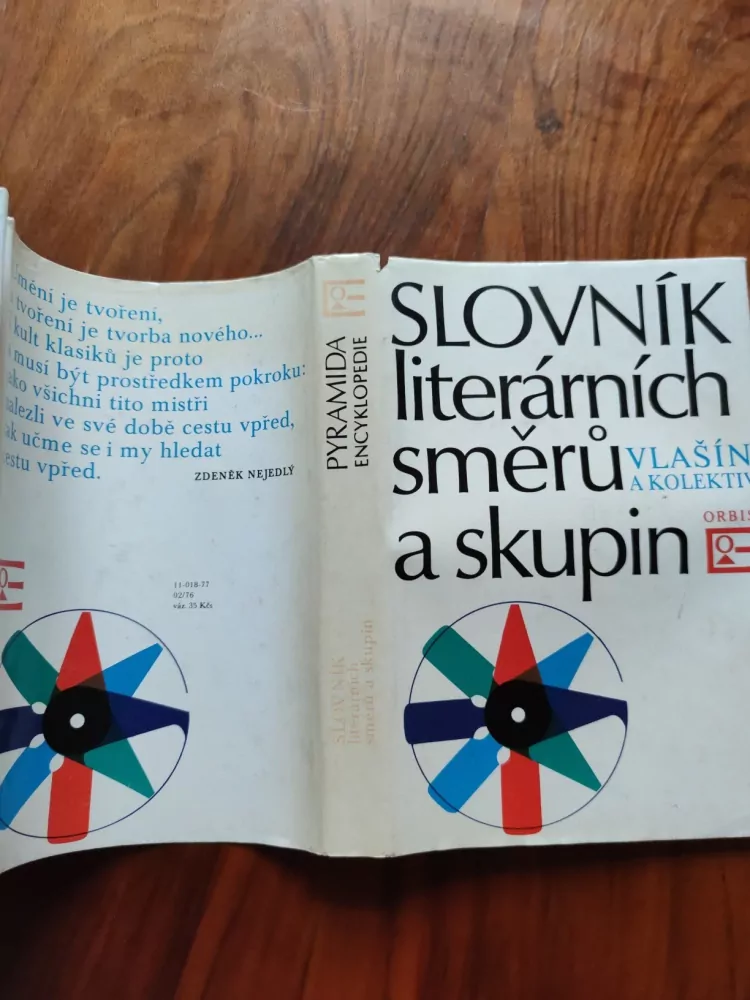 mění je tvoření,
tvoření je tvorba nového...
kult klasiků je proto
musí být prostředkem pokroku:
ako všichni tito mistři
nalezli ve své době cestu vpřed,
ak učme se i my hledat
estu vpřed.
ZDENĚK NEJEDLÝ
11-018-77
02/76
váz. 35 Kčs
PYRAMIDA
ENCYKLOPEDIE
SLOVNÍK
literárních
směrů a skupin
SLOVNÍK
literárních
směrů VLAŠÍN
A KOLEKTIV
a skupin ORBIS